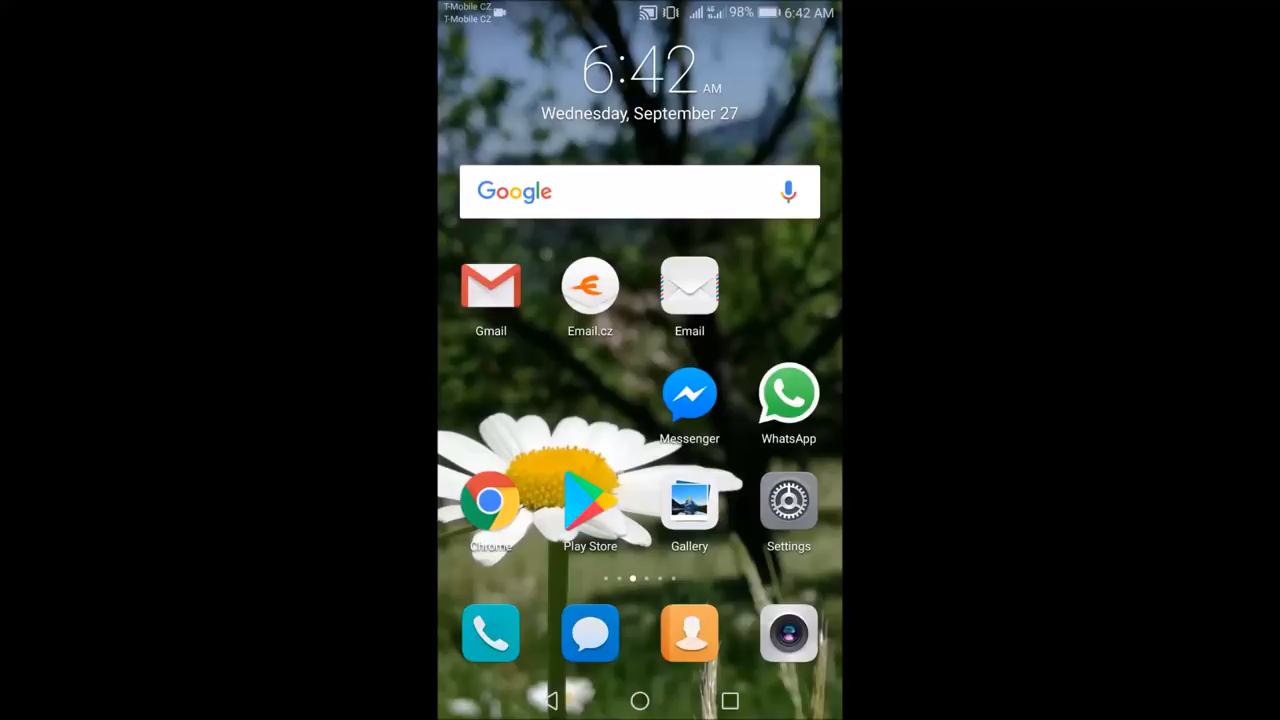 T-Mobile CZ
T-Mobile CZ
4G 98% 6:42 AM
6:42 AM
Wednesday, September 27
Google
Gmail Email.cz Email
Messenger WhatsApp
Chrome Play Store Gallery Settings